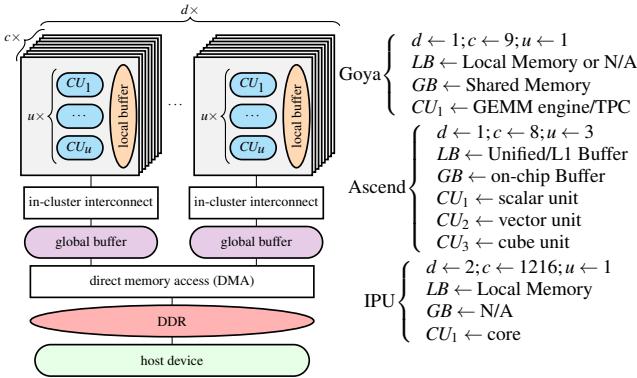 d×
c×
CU1
···
CUu
u×
local buffer
···
CU1
···
CUu
u×
local buffer
in-cluster interconnect
in-cluster interconnect
global buffer
global buffer
direct memory access (DMA)
DDR
host device
Goya
d ← 1; c ← 9; u ← 1
LB ← Local Memory or N/A
GB ← Shared Memory
CU1 ← GEMM engine/TPC
Ascend
d ← 1; c ← 8; u ← 3
LB ← Unified/L1 Buffer
GB ← on-chip Buffer
CU1 ← scalar unit
CU2 ← vector unit
CU3 ← cube unit
IPU
d ← 2; c ← 1216; u ← 1
LB ← Local Memory
GB ← N/A
CU1 ← core